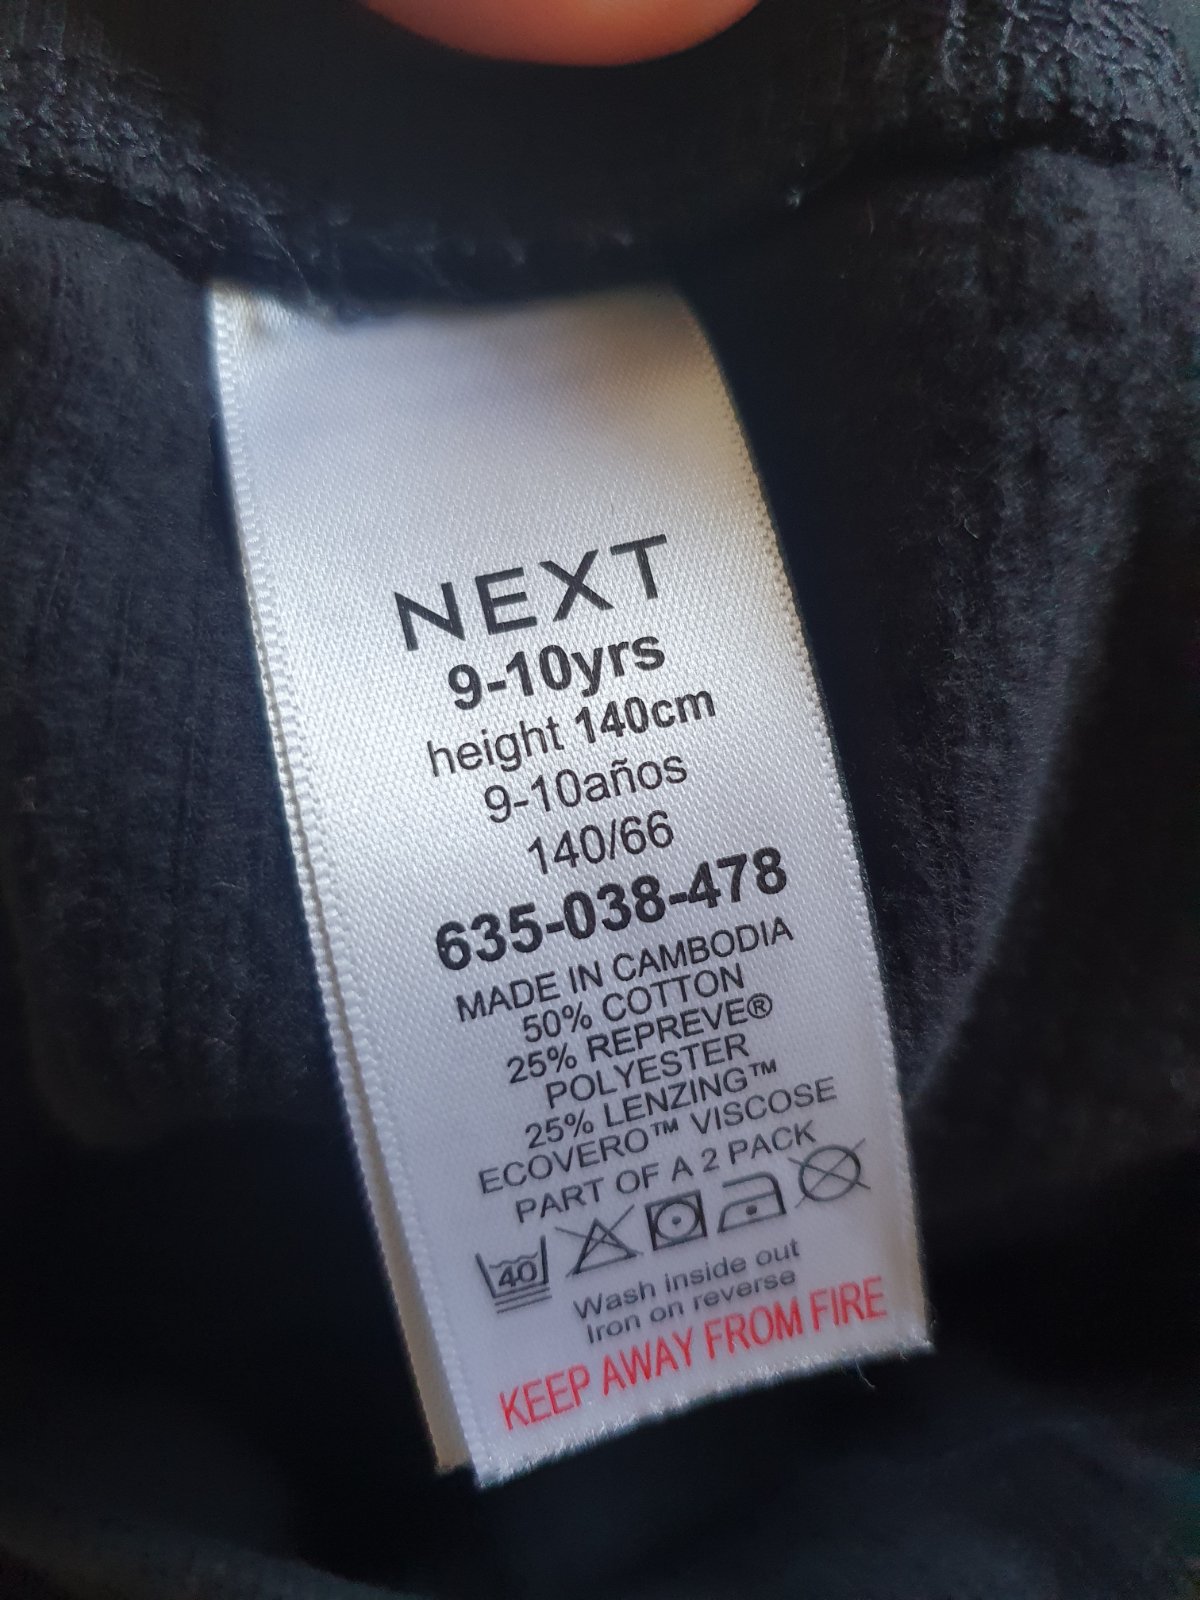 NEXT
9-10yrs
height 140cm
9-10años
140/66
635-038-478
MADE IN CAMBODIA
50% COTTON
25% REPREVE®
POLYESTER
25% LENZING™
ECOVERO™ VISCOSE
PART OF A 2 PACK
40
Wash inside out
Iron on reverse
KEEP AWAY FROM FIRE